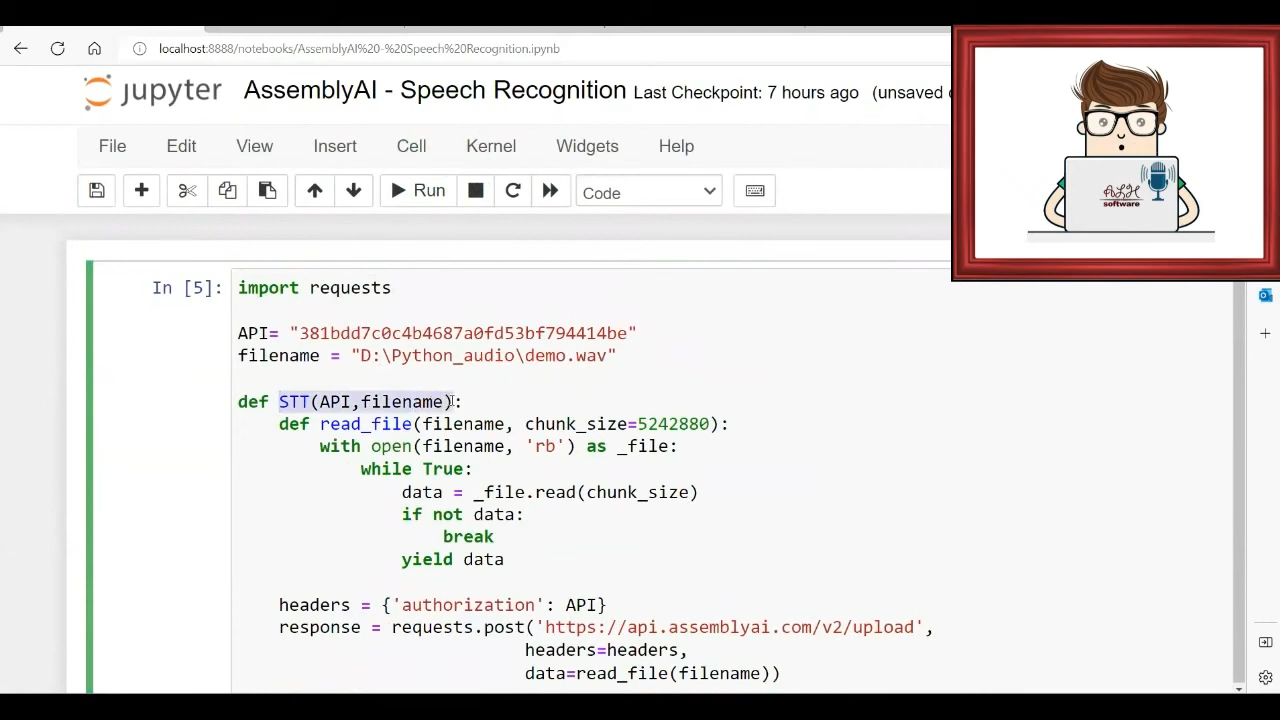 localhost:8888/notebooks/AssemblyAI%20-%20Speech%20Recognition.ipynb
jupyter AssemblyAI - Speech Recognition Last Checkpoint: 7 hours ago (unsaved
File Edit View Insert Cell Kernel Widgets Help
Run Code
ALH
software
In [5]: import requests
API= "381bdd7c0c4b4687a0fd53bf794414be"
filename = "D:\Python_audio\demo.wav"
def STT(API,filename):
def read_file(filename, chunk_size=5242880):
with open(filename, 'rb') as _file:
while True:
data = _file.read(chunk_size)
if not data:
break
yield data
headers = {'authorization': API}
response = requests.post('https://api.assemblyai.com/v2/upload',
headers=headers,
data=read_file(filename))